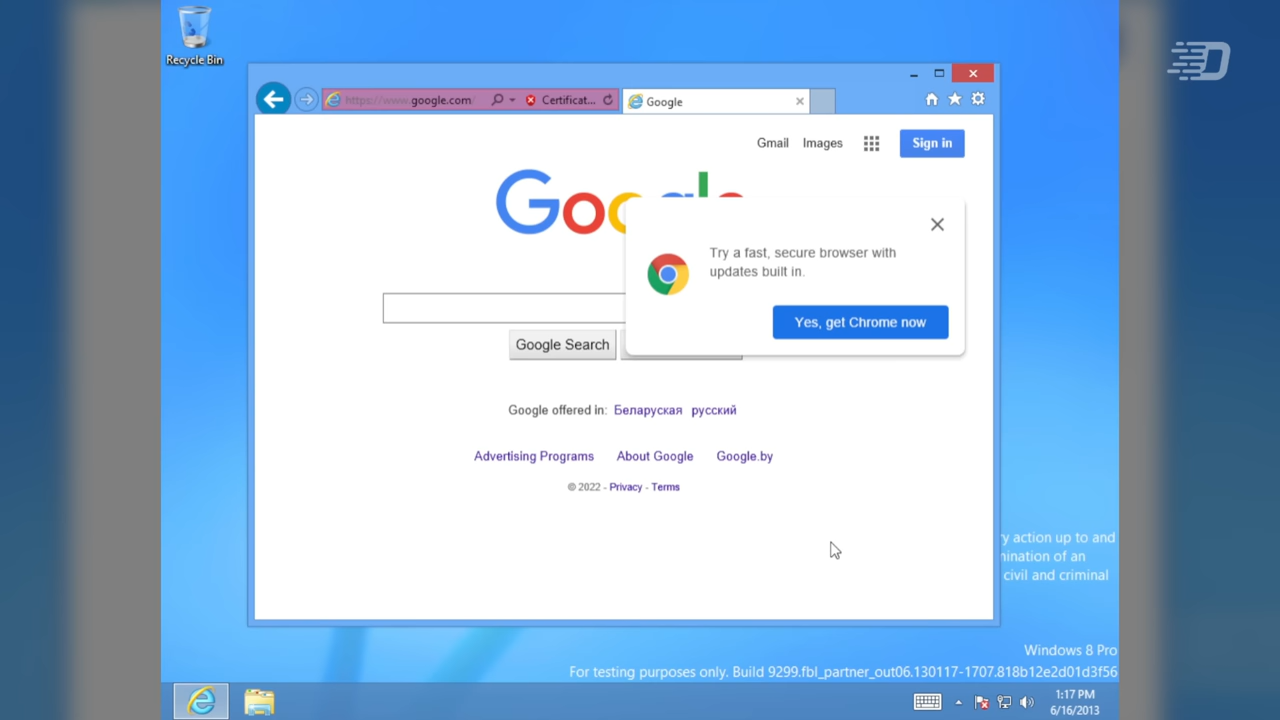 Recycle Bin
https://www.google.com
Certificat...
Google
Gmail Images
Sign in
Google
Try a fast, secure browser with
updates built in.
Yes, get Chrome now
Google Search
Google offered in: Беларуская русский
Advertising Programs About Google Google.by
© 2022 - Privacy - Terms
y action up to and
ination of an
civil and criminal
Windows 8 Pro
For testing purposes only. Build 9299.fbl_partner_out06.130117-1707.818b12e2d01d3f56
1:17 PM
6/16/2013